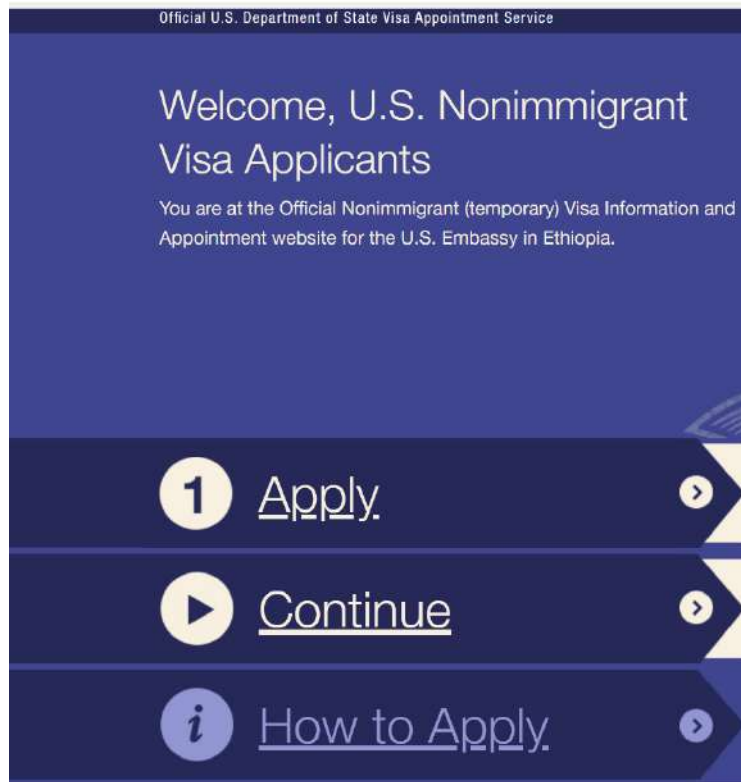 Official U.S. Department of State Visa Appointment Service
Welcome, U.S. Nonimmigrant
Visa Applicants
You are at the Official Nonimmigrant (temporary) Visa Information and
Appointment website for the U.S. Embassy in Ethiopia.
1 Apply
Continue
i How to Apply